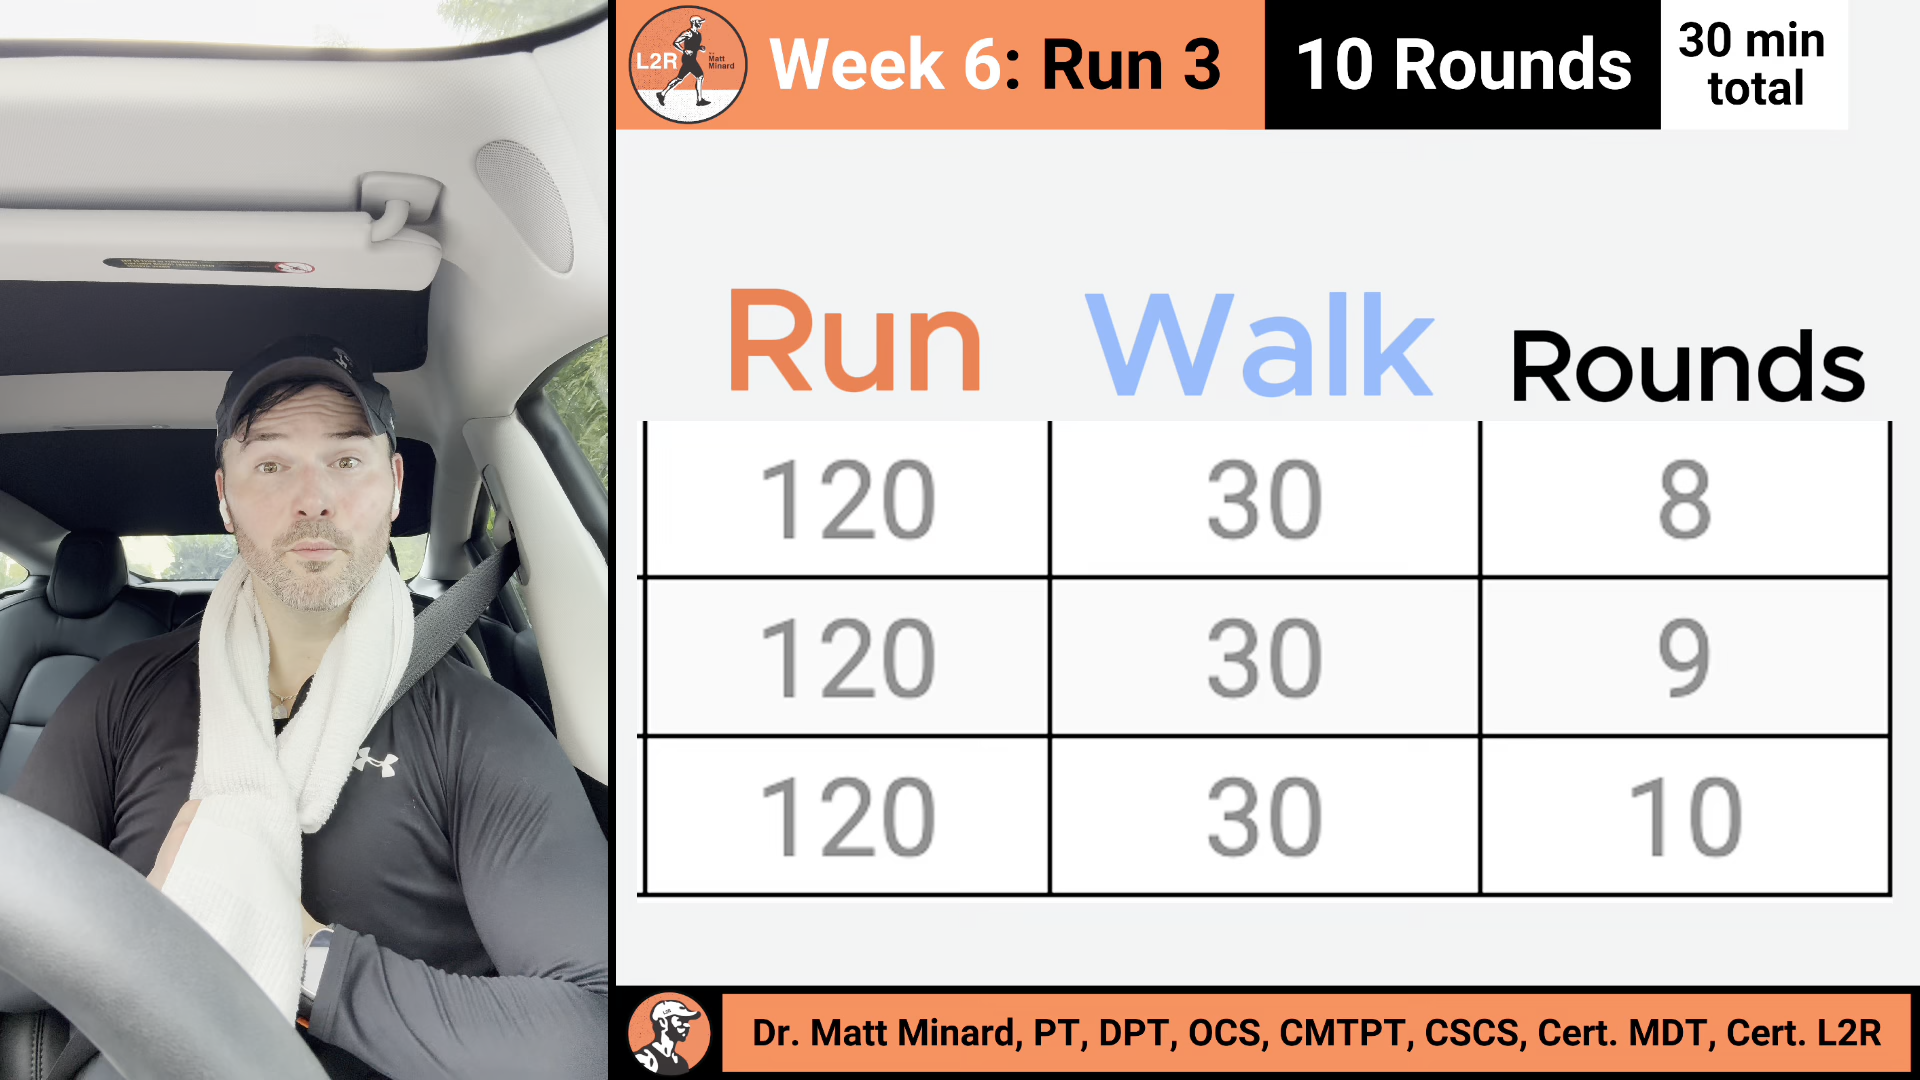 L2R
Matt
Minard
Week 6: Run 3
10 Rounds
30 min
total
Run Walk Rounds
120 30 8
120 30 9
120 30 10
Dr. Matt Minard, PT, DPT, OCS, CMTPT, CSCS, Cert. MDT, Cert. L2R